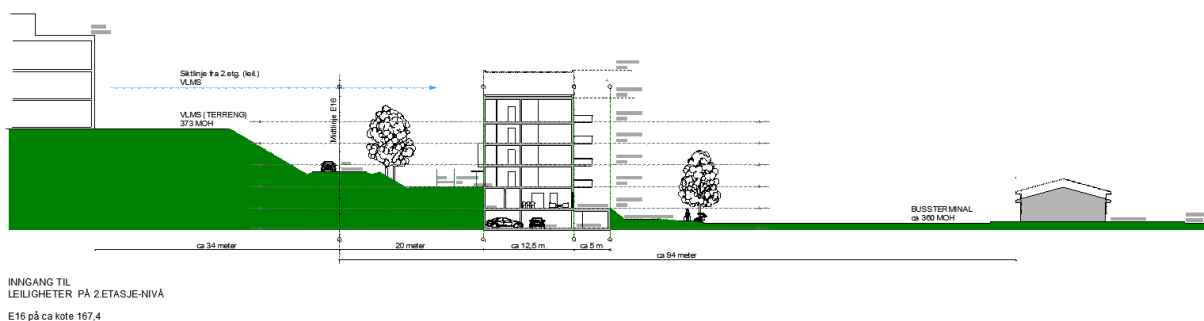 Siktlinje fra 2.etg. (leil.)
VLMS
Midtlinje E16
VLMS (TERRENG)
373 MOH
BUSSTERMINAL
ca 360 MOH
ca 34 meter
20 meter
ca 12,5 m
ca 5 m
ca 94 meter
INNGANG TIL
LEILIGHETER PÅ 2.ETASJE-NIVÅ
E16 på ca kote 167,4